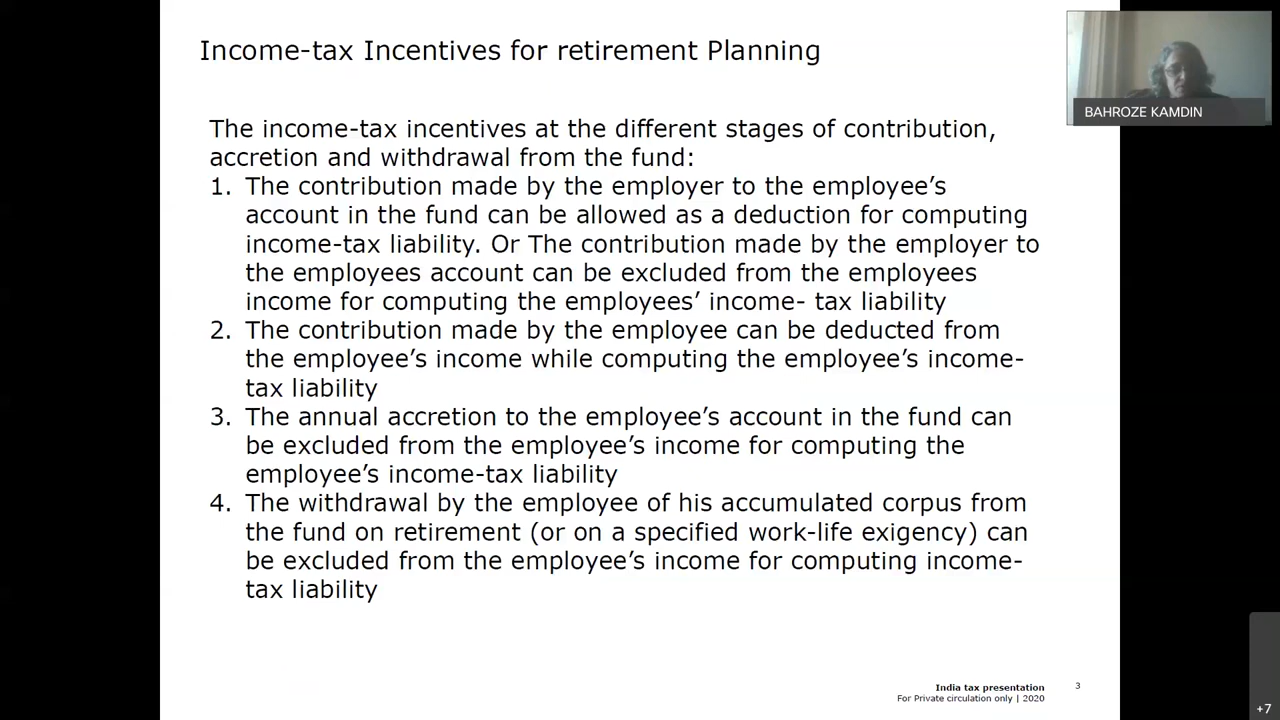 Income-tax Incentives for retirement Planning
BAHROZE KAMDIN
The income-tax incentives at the different stages of contribution,
accretion and withdrawal from the fund:
1. The contribution made by the employer to the employee’s
account in the fund can be allowed as a deduction for computing
income-tax liability. Or The contribution made by the employer to
the employees account can be excluded from the employees
income for computing the employees’ income- tax liability
2. The contribution made by the employee can be deducted from
the employee’s income while computing the employee’s income-
tax liability
3. The annual accretion to the employee’s account in the fund can
be excluded from the employee’s income for computing the
employee’s income-tax liability
4. The withdrawal by the employee of his accumulated corpus from
the fund on retirement (or on a specified work-life exigency) can
be excluded from the employee’s income for computing income-
tax liability
India tax presentation
For Private circulation only | 2020
3
+7